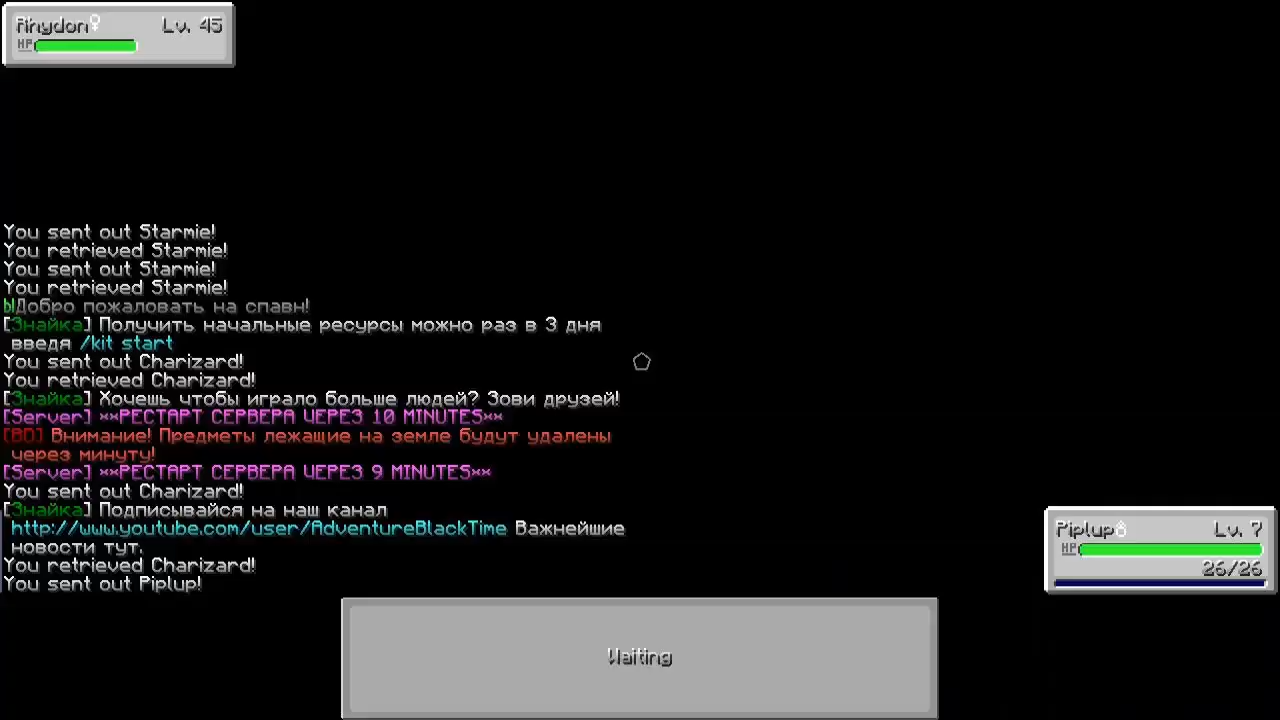 Rhydon♀ Lv. 45
HP
You sent out Starmie!
You retrieved Starmie!
You sent out Starmie!
You retrieved Starmie!
ЫДобро пожаловать на спавн!
[Знайка] Получить начальные ресурсы можно раз в 3 дня
введя /kit start
You sent out Charizard!
You retrieved Charizard!
[Знайка] Хочешь чтобы играло больше людей? Зови друзей!
[Server] **РЕСТАРТ СЕРВЕРА ЧЕРЕЗ 10 MINUTES**
[BD] Внимание! Предметы лежащие на земле будут удалены
через минуту!
[Server] **РЕСТАРТ СЕРВЕРА ЧЕРЕЗ 9 MINUTES**
You sent out Charizard!
[Знайка] Подписывайся на наш канал
http://www.youtube.com/user/AdventureBlackTime Важнейшие
новости тут.
You retrieved Charizard!
You sent out Piplup!
Piplup♂ Lv. 7
HP
26/26
Waiting